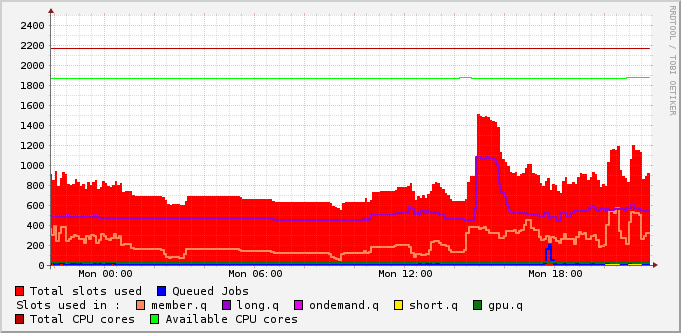 RRDTOOL / TOBI OETIKER
2400
2200
2000
1800
1600
1400
1200
1000
800
600
400
200
0
Mon 00:00 Mon 06:00 Mon 12:00 Mon 18:00
Total slots used Queued Jobs
Slots used in : member.q long.q ondemand.q short.q gpu.q
Total CPU cores Available CPU cores